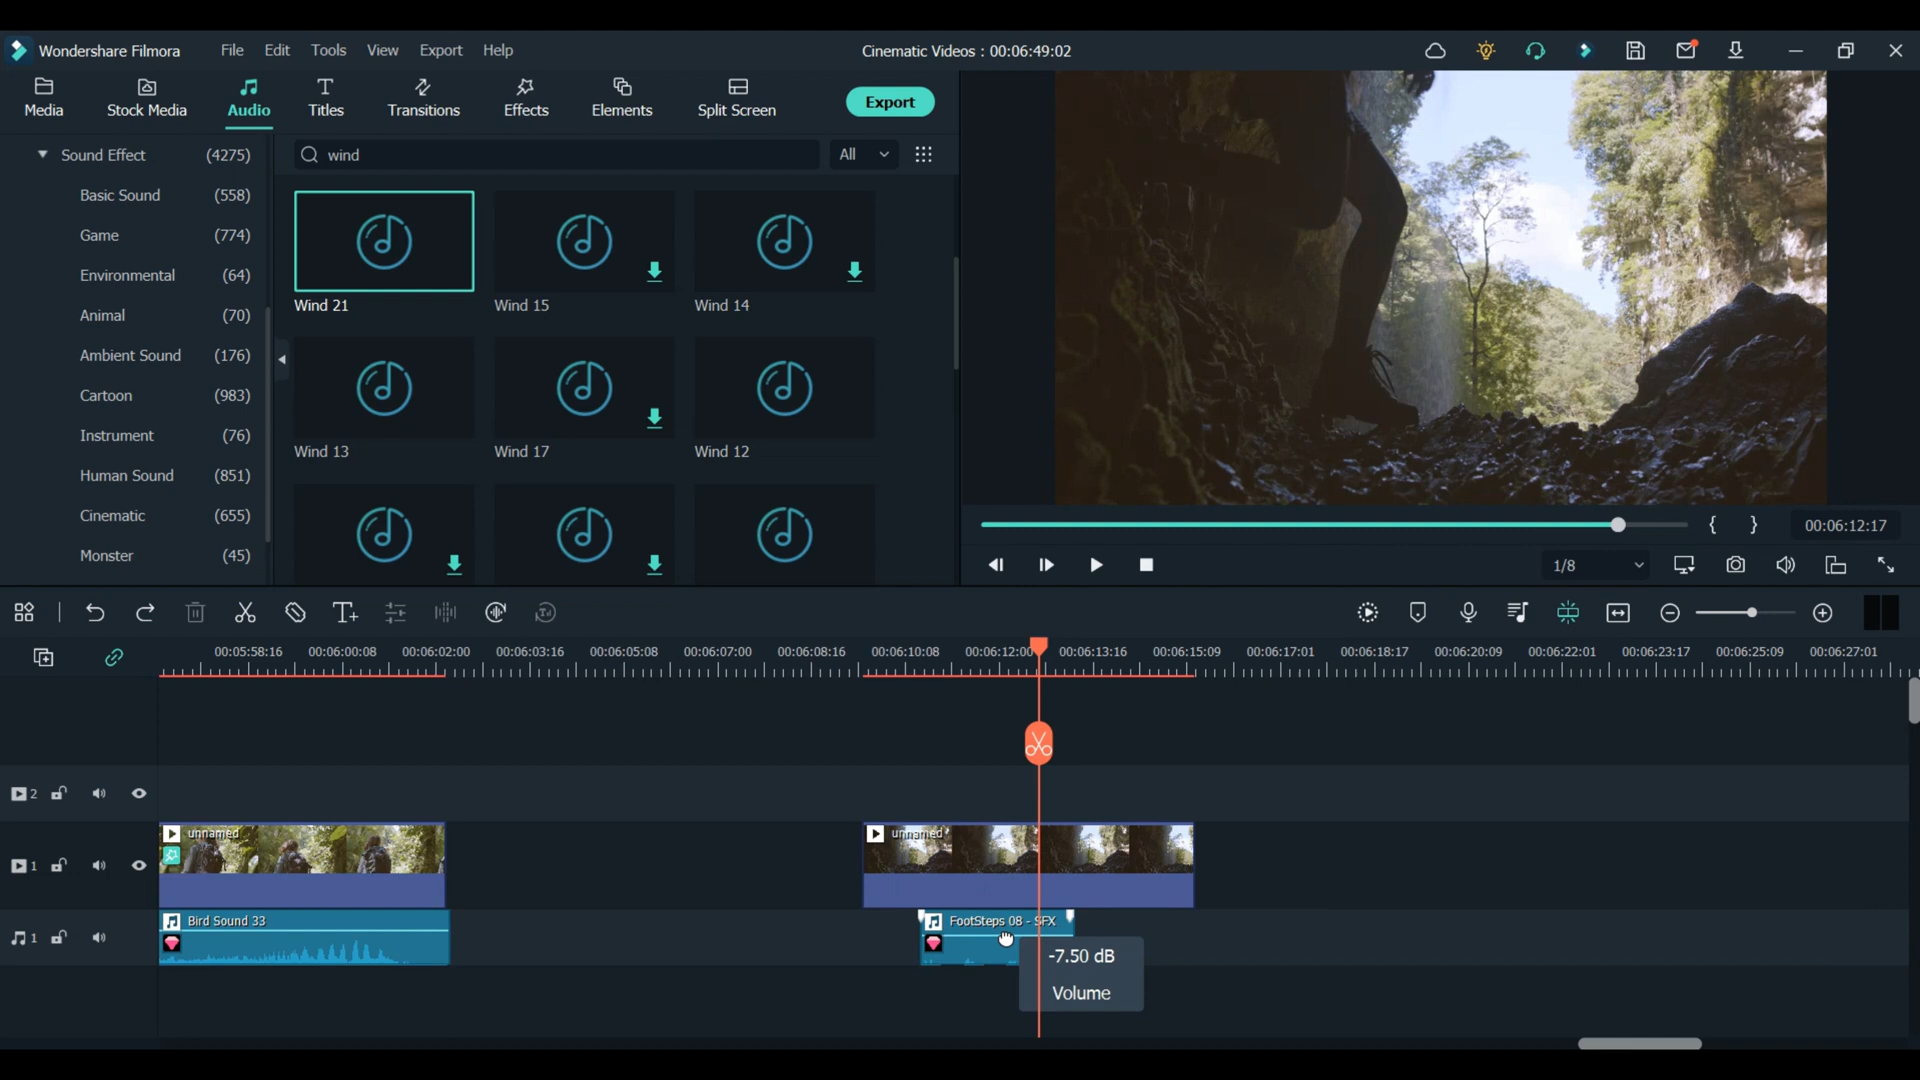 Wondershare Filmora File Edit Tools View Export Help Cinematic Videos : 00:06:49:02
Media Stock Media Audio Titles Transitions Effects Elements Split Screen Export
Sound Effect (4275)
Basic Sound (558)
Game (774)
Environmental (64)
Animal (70)
Ambient Sound (176)
Cartoon (983)
Instrument (76)
Human Sound (851)
Cinematic (655)
Monster (45)
wind All
Wind 21 Wind 15 Wind 14
Wind 13 Wind 17 Wind 12
{ } 00:06:12:17
1/8
00:05:58:16 00:06:00:08 00:06:02:00 00:06:03:16 00:06:05:08 00:06:07:00 00:06:08:16 00:06:10:08 00:06:12:00 00:06:13:16 00:06:15:09 00:06:17:01 00:06:18:17 00:06:20:09 00:06:22:01 00:06:23:17 00:06:25:09 00:06:27:01
2
1 unnamed unnamed
1 Bird Sound 33 FootSteps 08 - SFX
-7.50 dB
Volume